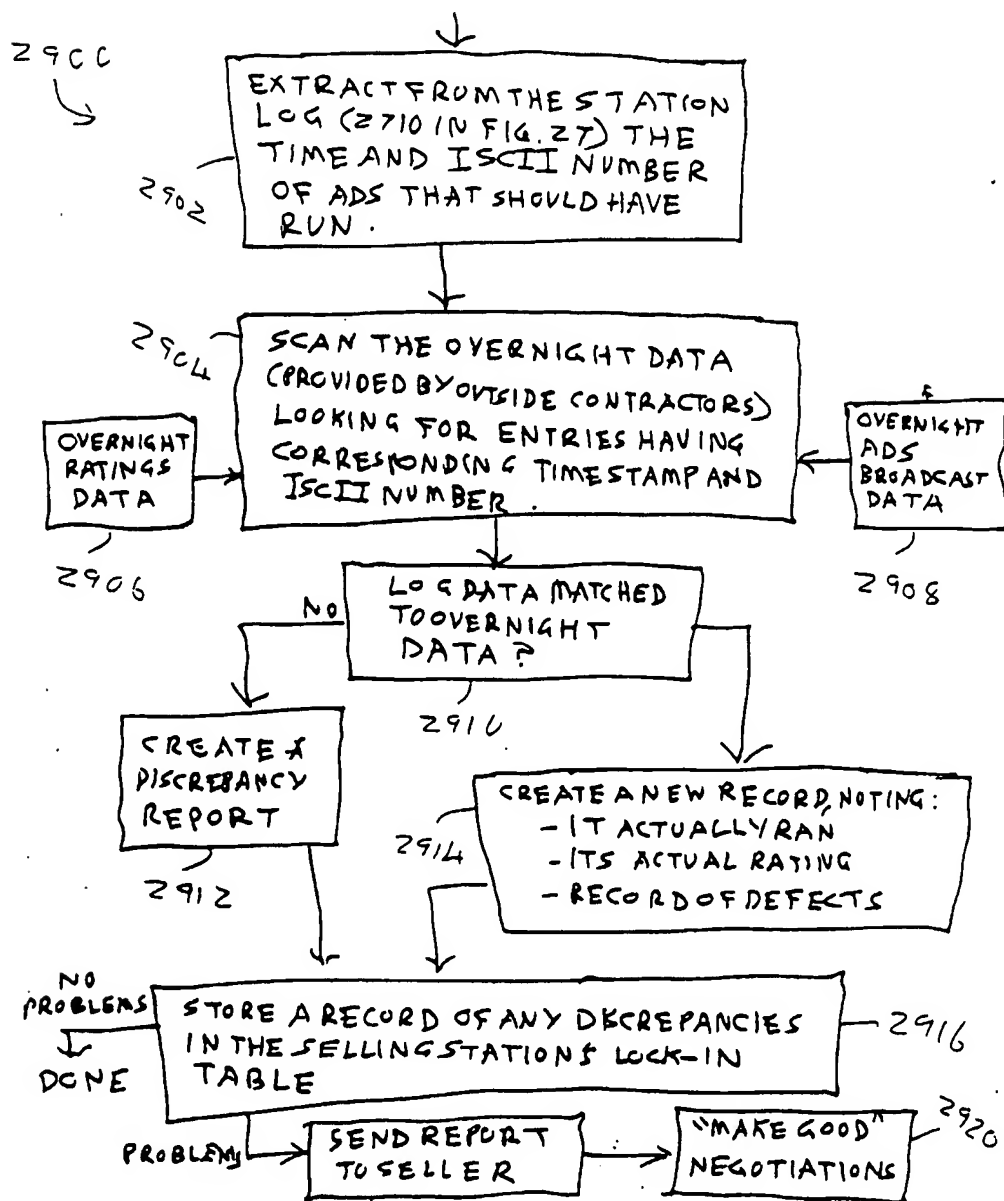 29CC
EXTRACT FROM THE STATION
LOG (2710 IN FIG. 27) THE
TIME AND ISCII NUMBER
OF ADS THAT SHOULD HAVE
RUN.
2902
2904
SCAN THE OVERNIGHT DATA
(PROVIDED BY OUTSIDE CONTRACTORS)
LOOKING FOR ENTRIES HAVING
CORRESPONDING TIMESTAMP AND
ISCII NUMBER.
OVERNIGHT
RATINGS
DATA
2906
OVERNIGHT
ADS
BROADCAST
DATA
2908
LOG DATA MATCHED
TO OVERNIGHT
DATA?
NO
2910
CREATE A
DISCREPANCY
REPORT
2912
CREATE A NEW RECORD, NOTING:
- IT ACTUALLY RAN
- ITS ACTUAL RATING
- RECORD OF DEFECTS
2914
NO
PROBLEMS
DONE
STORE A RECORD OF ANY DISCREPANCIES
IN THE SELLING STATIONS LOCK-IN
TABLE
2916
PROBLEMS
SEND REPORT
TO SELLER
"MAKE GOOD"
NEGOTIATIONS
2920